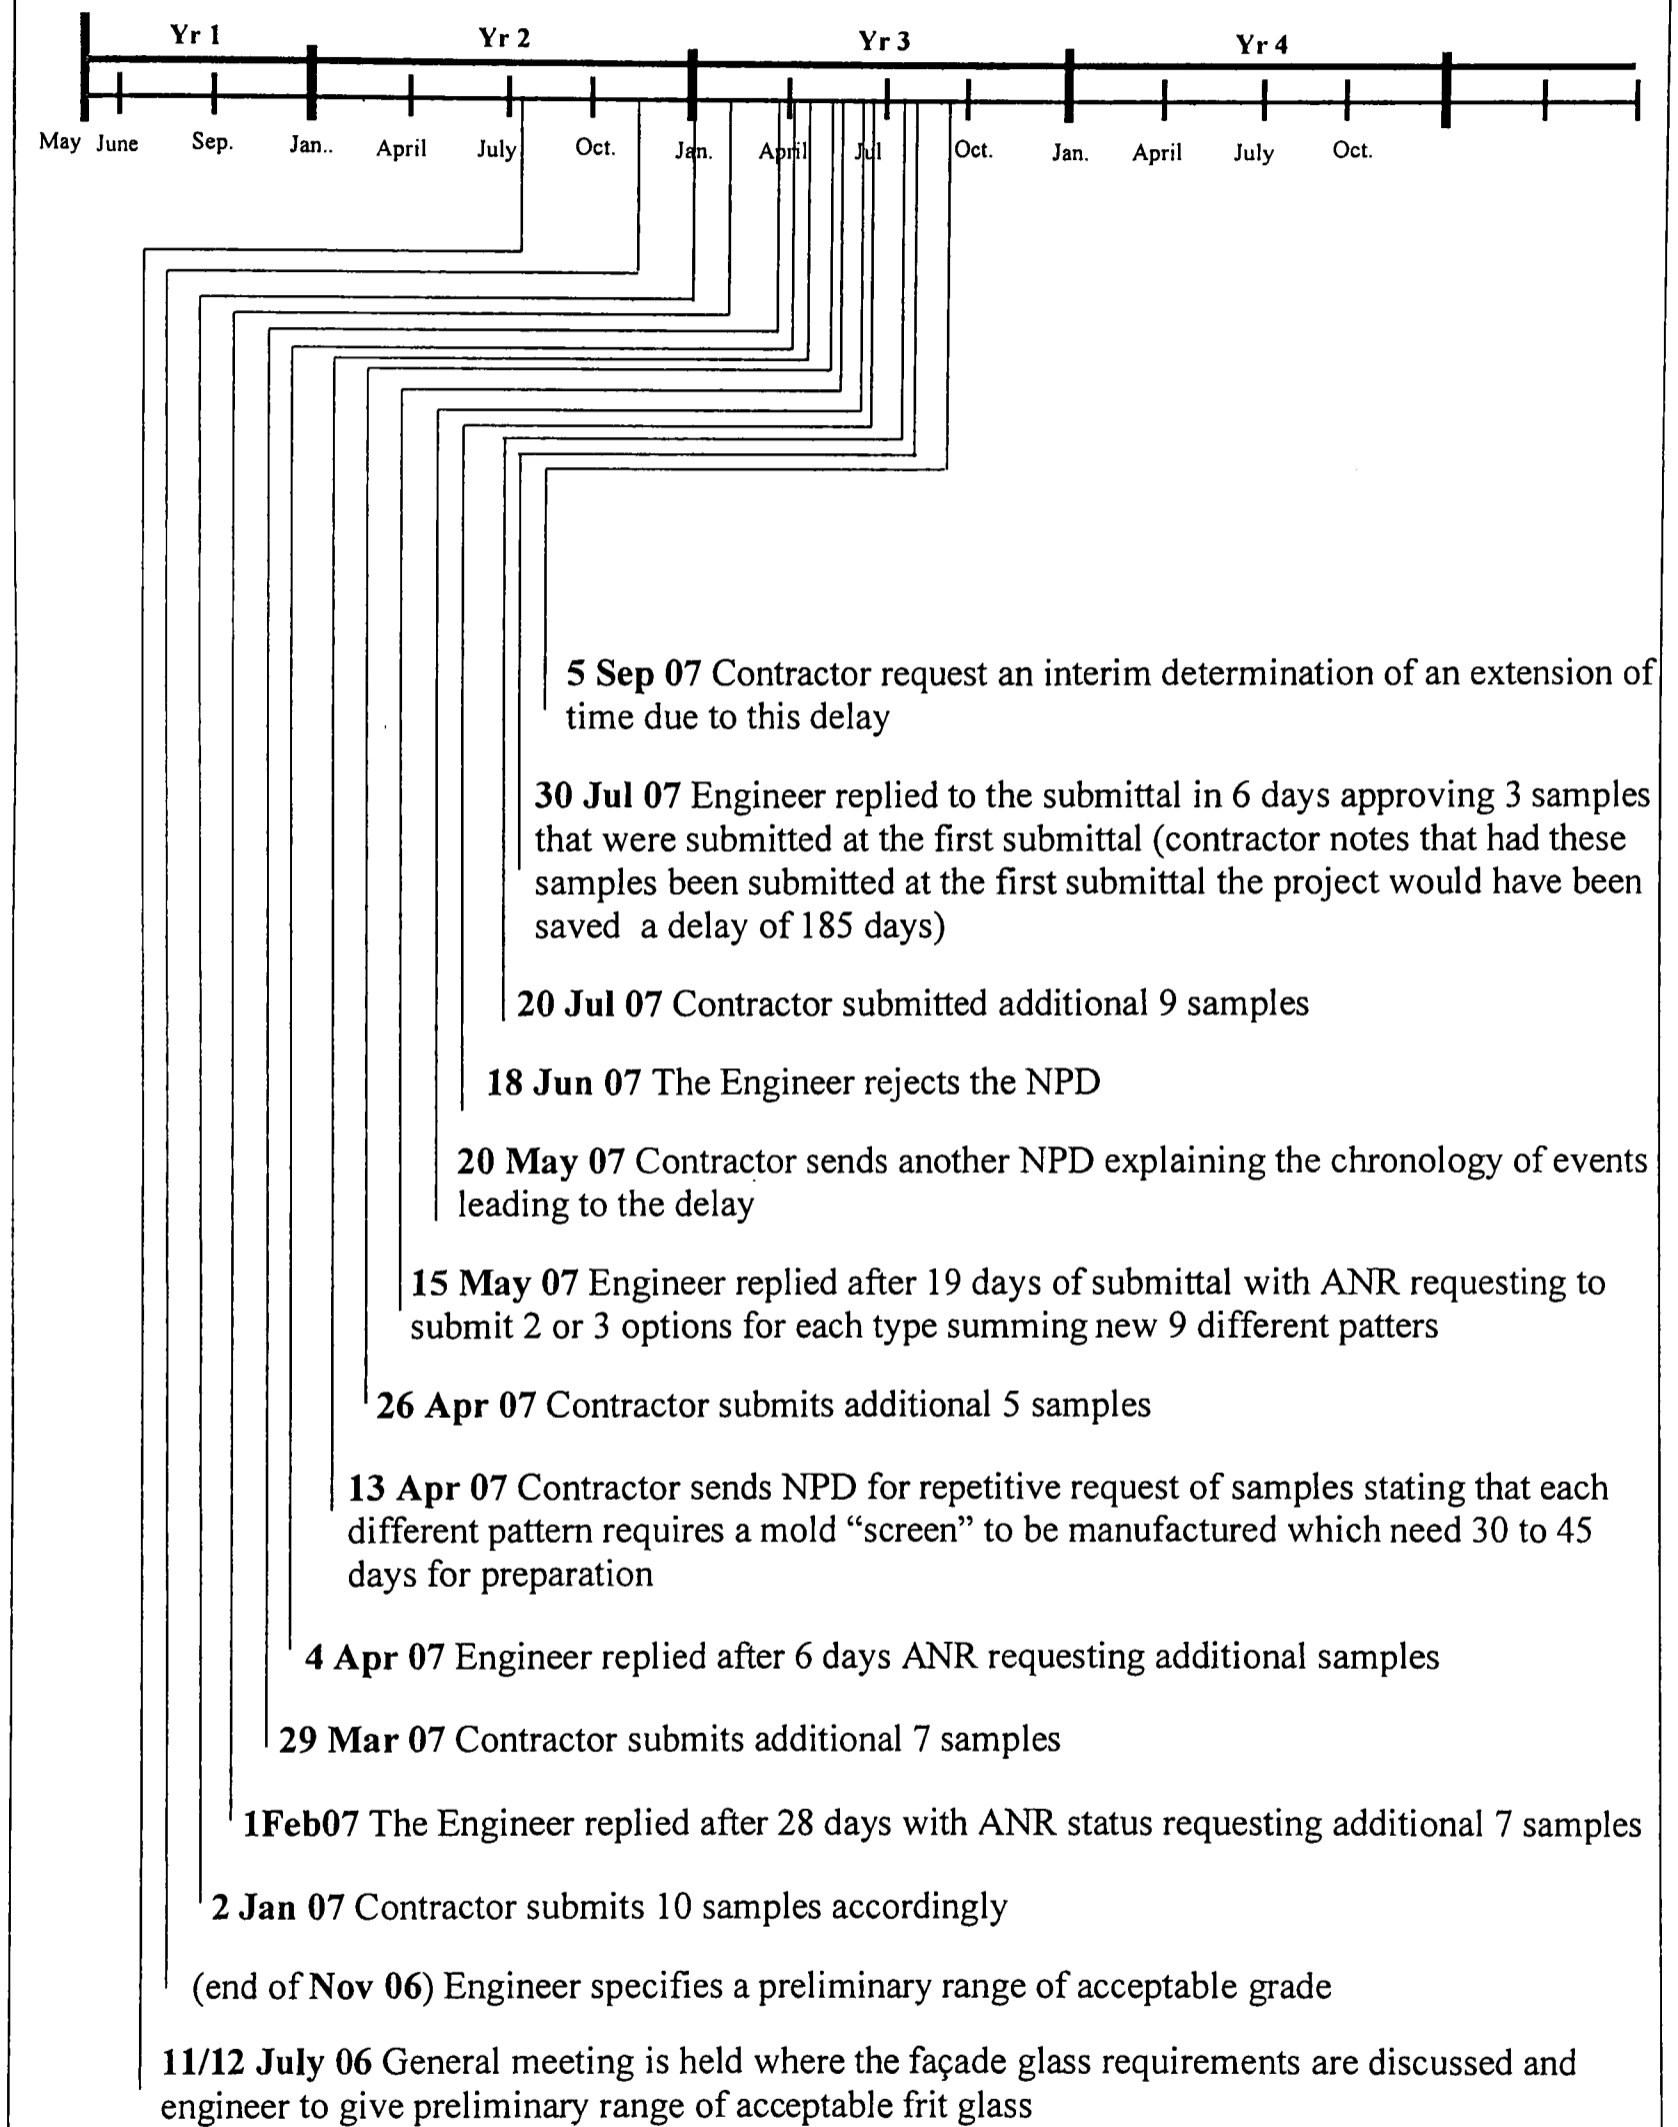 Yr 1 Yr 2 Yr 3 Yr 4
May June Sep. Jan.. April July Oct. Jan. April Jul Oct. Jan. April July Oct.
5 Sep 07 Contractor request an interim determination of an extension of
time due to this delay
30 Jul 07 Engineer replied to the submittal in 6 days approving 3 samples
that were submitted at the first submittal (contractor notes that had these
samples been submitted at the first submittal the project would have been
saved a delay of 185 days)
20 Jul 07 Contractor submitted additional 9 samples
18 Jun 07 The Engineer rejects the NPD
20 May 07 Contractor sends another NPD explaining the chronology of events
leading to the delay
15 May 07 Engineer replied after 19 days of submittal with ANR requesting to
submit 2 or 3 options for each type summing new 9 different patters
26 Apr 07 Contractor submits additional 5 samples
13 Apr 07 Contractor sends NPD for repetitive request of samples stating that each
different pattern requires a mold “screen” to be manufactured which need 30 to 45
days for preparation
4 Apr 07 Engineer replied after 6 days ANR requesting additional samples
29 Mar 07 Contractor submits additional 7 samples
1Feb07 The Engineer replied after 28 days with ANR status requesting additional 7 samples
2 Jan 07 Contractor submits 10 samples accordingly
(end of Nov 06) Engineer specifies a preliminary range of acceptable grade
11/12 July 06 General meeting is held where the façade glass requirements are discussed and
engineer to give preliminary range of acceptable frit glass